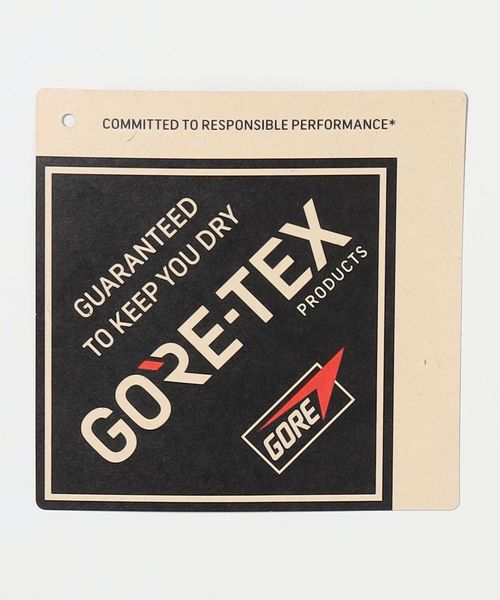 COMMITTED TO RESPONSIBLE PERFORMANCE*
GUARANTEED
TO KEEP YOU DRY
GORE-TEX
PRODUCTS
GORE